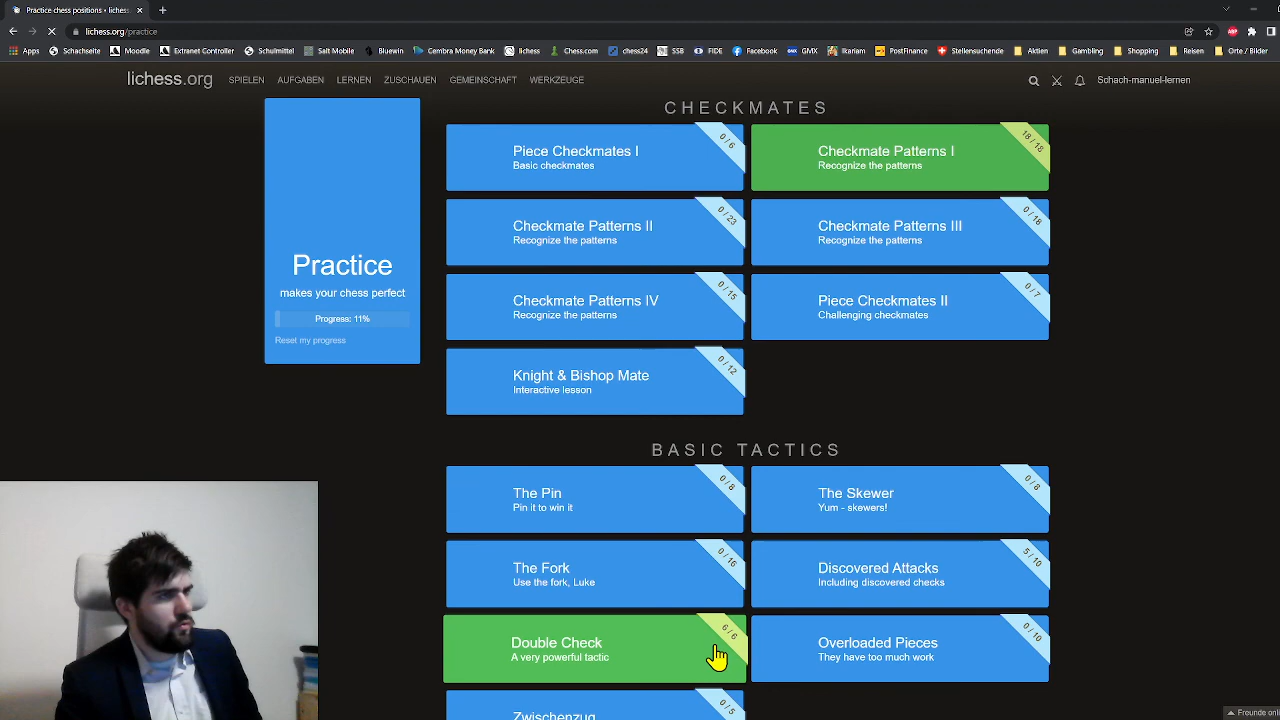 Practice chess positions • lichess
lichess.org/practice
Apps Schachseite Moodle Extranet Controller Schulmittel Salt Mobile Bluewin Cembra Money Bank lichess Chess.com chess24 SSB FIDE Facebook GMX Ikariam PostFinance Stellensuchende Aktien Gambling Shopping Reisen Orte / Bilder
lichess.org SPIELEN AUFGABEN LERNEN ZUSCHAUEN GEMEINSCHAFT WERKZEUGE Schach-manuel-lernen
Practice
makes your chess perfect
Progress: 11%
Reset my progress
CHECKMATES
Piece Checkmates I
Basic checkmates
0 / 6
Checkmate Patterns I
Recognize the patterns
18 / 18
Checkmate Patterns II
Recognize the patterns
0 / 23
Checkmate Patterns III
Recognize the patterns
Checkmate Patterns IV
Recognize the patterns
0 / 15
Piece Checkmates II
Challenging checkmates
0 / 7
Knight & Bishop Mate
Interactive lesson
0 / 12
BASIC TACTICS
The Pin
Pin it to win it
0 / 8
The Skewer
Yum - skewers!
0 / 8
The Fork
Use the fork, Luke
0 / 16
Discovered Attacks
Including discovered checks
5 / 10
Double Check
A very powerful tactic
6 / 6
Overloaded Pieces
They have too much work
0 / 10
Zwischenzug
0 / 5
Freunde onl